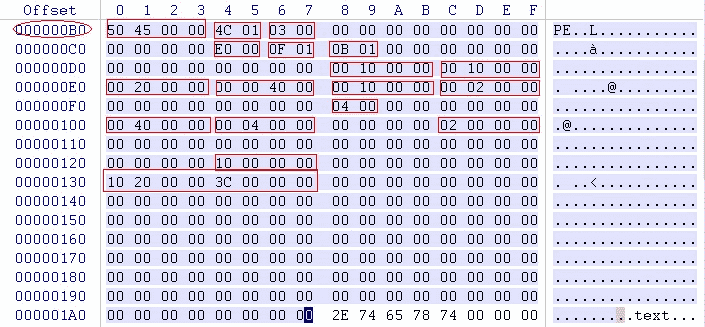 Offset 0 1 2 3 4 5 6 7 8 9 A B C D E F
000000B0 50 45 00 00 4C 01 03 00 00 00 00 00 00 00 00 00 PE..L...........
000000C0 00 00 00 00 E0 00 0F 01 0B 01 00 00 00 00 00 00 ....à...........
000000D0 00 00 00 00 00 00 00 00 00 10 00 00 00 10 00 00 ................
000000E0 00 20 00 00 00 00 40 00 00 10 00 00 00 02 00 00 . ....@.........
000000F0 00 00 00 00 00 00 00 00 04 00 00 00 00 00 00 00 ................
00000100 00 40 00 00 00 04 00 00 00 00 00 00 02 00 00 00 .@..............
00000110 00 00 00 00 00 00 00 00 00 00 00 00 00 00 00 00 ................
00000120 00 00 00 00 10 00 00 00 00 00 00 00 00 00 00 00 ................
00000130 10 20 00 00 3C 00 00 00 00 00 00 00 00 00 00 00 . ..<...........
00000140 00 00 00 00 00 00 00 00 00 00 00 00 00 00 00 00 ................
00000150 00 00 00 00 00 00 00 00 00 00 00 00 00 00 00 00 ................
00000160 00 00 00 00 00 00 00 00 00 00 00 00 00 00 00 00 ................
00000170 00 00 00 00 00 00 00 00 00 00 00 00 00 00 00 00 ................
00000180 00 00 00 00 00 00 00 00 00 00 00 00 00 00 00 00 ................
00000190 00 00 00 00 00 00 00 00 00 00 00 00 00 00 00 00 ................
000001A0 00 00 00 00 00 00 00 00 2E 74 65 78 74 00 00 00 .........text...